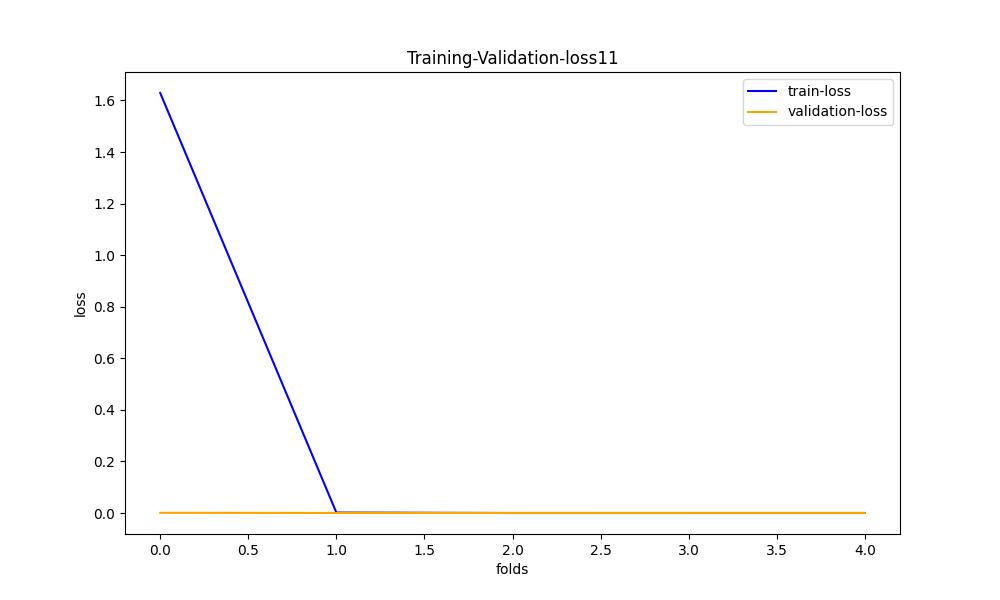 Training-Validation-loss11
train-loss
validation-loss
1.6
1.4
1.2
1.0
0.8
0.6
0.4
0.2
0.0
loss
0.0 0.5 1.0 1.5 2.0 2.5 3.0 3.5 4.0
folds